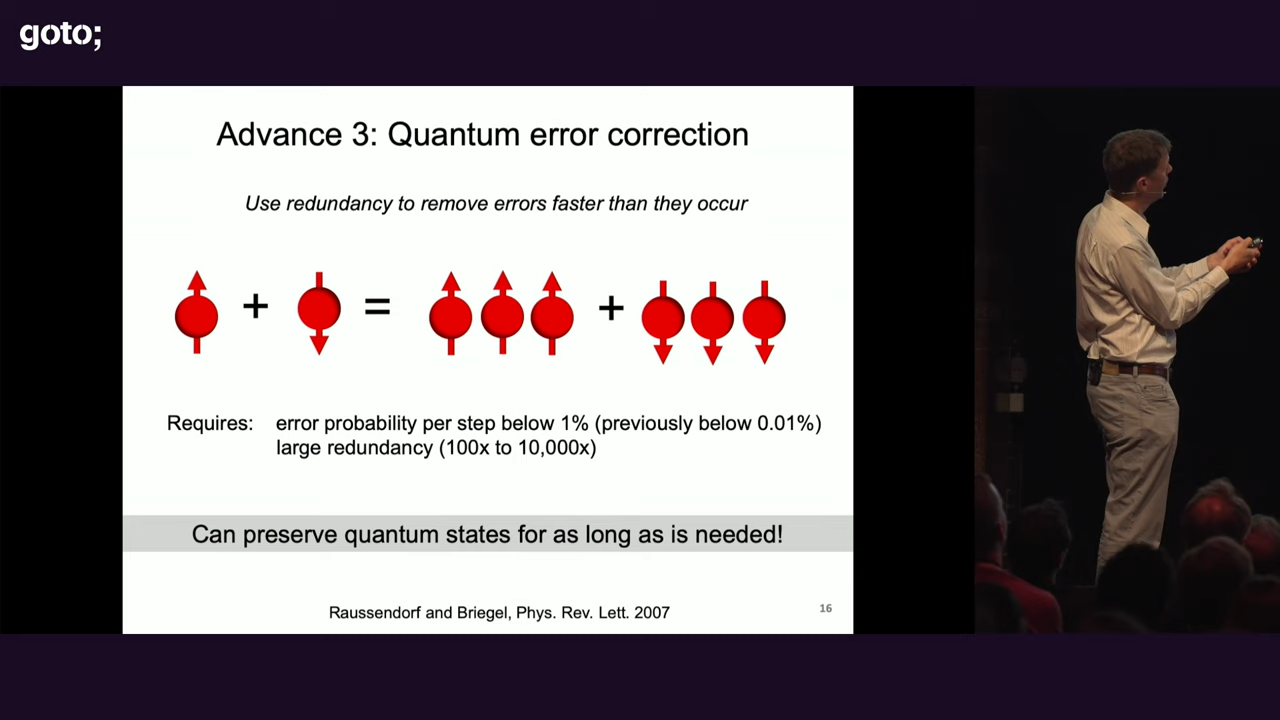 goto;
Advance 3: Quantum error correction
Use redundancy to remove errors faster than they occur
+ = +
Requires: error probability per step below 1% (previously below 0.01%)
large redundancy (100x to 10,000x)
Can preserve quantum states for as long as is needed!
Raussendorf and Briegel, Phys. Rev. Lett. 2007
16